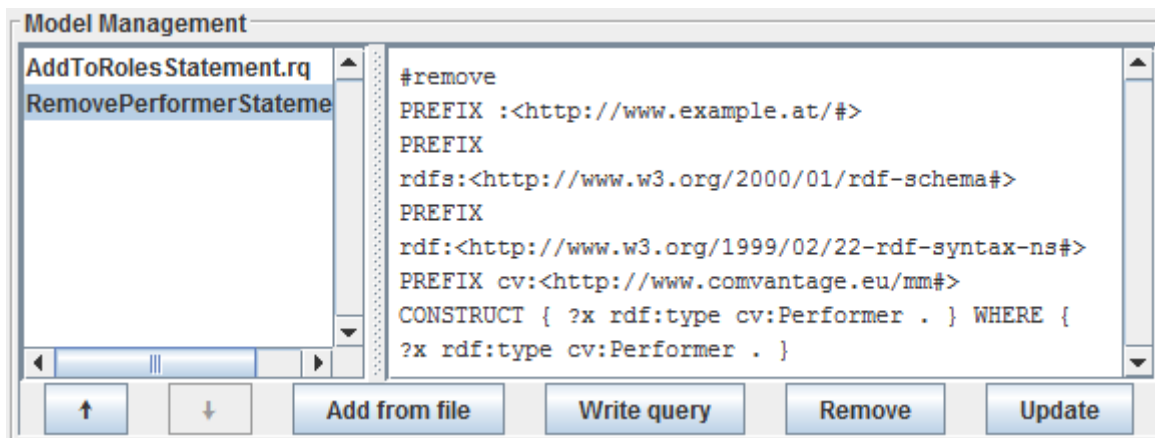 Model Management
AddToRolesStatement.rq
RemovePerformerStateme
#remove
PREFIX :<http://www.example.at/#>
PREFIX
rdfs:<http://www.w3.org/2000/01/rdf-schema#>
PREFIX
rdf:<http://www.w3.org/1999/02/22-rdf-syntax-ns#>
PREFIX cv:<http://www.comvantage.eu/mm#>
CONSTRUCT { ?x rdf:type cv:Performer . } WHERE {
?x rdf:type cv:Performer . }
Add from file Write query Remove Update